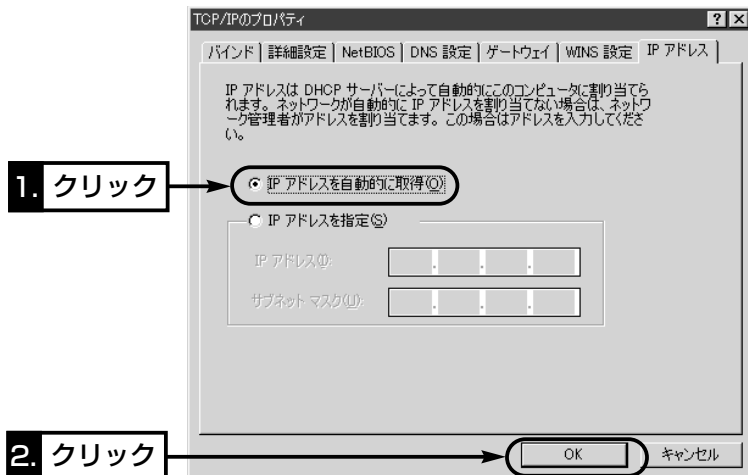 TCP/IPのプロパティ
バインド 詳細設定 NetBIOS DNS 設定 ゲートウェイ WINS 設定 IP アドレス
IP アドレスは DHCP サーバーによって自動的にこのコンピュータに割り当てら
れます。ネットワークが自動的に IP アドレスを割り当てない場合は、ネットワ
ーク管理者がアドレスを割り当てます。この場合はアドレスを入力してくださ
い。
1. クリック
IP アドレスを自動的に取得(O)
IP アドレスを指定(S)
IP アドレス(I):
サブネット マスク(U):
2. クリック
OK キャンセル